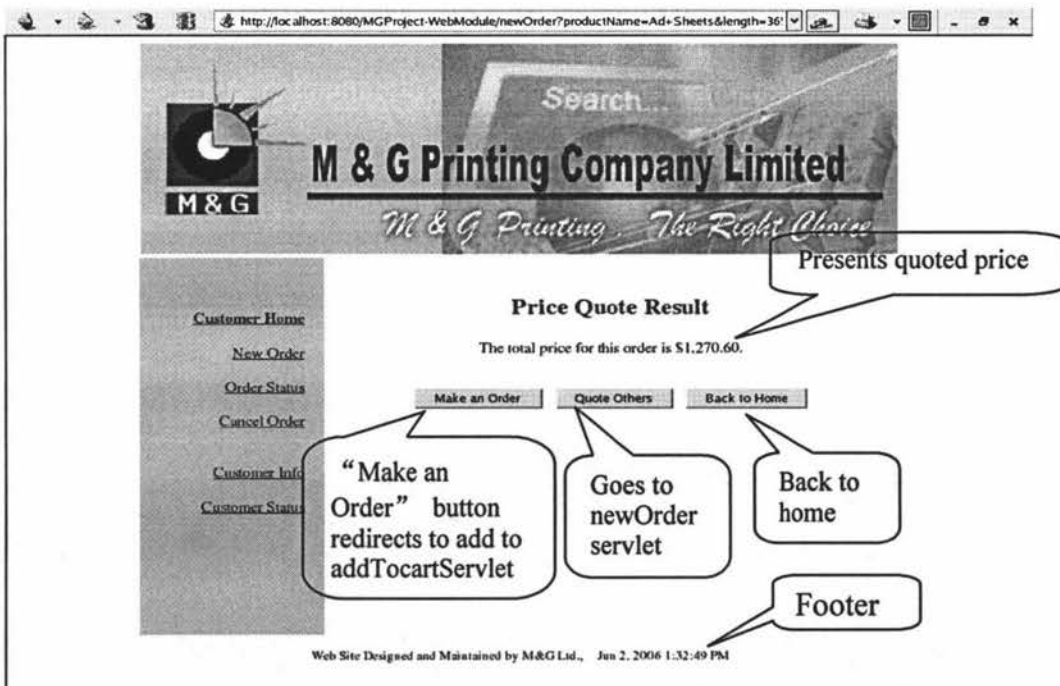 http://localhost:8080/MGProject-WebModule/newOrder?productName=Ad+Sheets&length=36
Search...
M & G Printing Company Limited
M & G
M & G Printing . The Right Choice
Presents quoted price
Price Quote Result
The total price for this order is $1,270.60.
Customer Home
New Order
Order Status
Cancel Order
Customer Info
Customer Status
Make an Order
Quote Others
Back to Home
“Make an
Order” button
redirects to add to
addTocartServlet
Goes to
newOrder
servlet
Back to
home
Footer
Web Site Designed and Maintained by M&G Ltd., Jun 2, 2006 1:32:49 PM